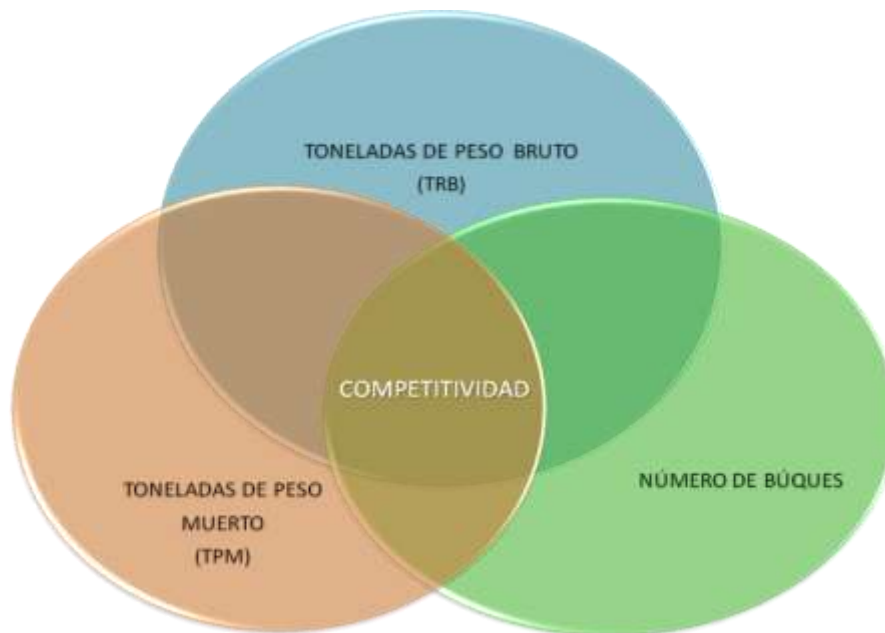 TONELADAS DE PESO BRUTO
(TRB)
COMPETITIVIDAD
TONELADAS DE PESO
MUERTO
(TPM)
NÚMERO DE BÚQUES